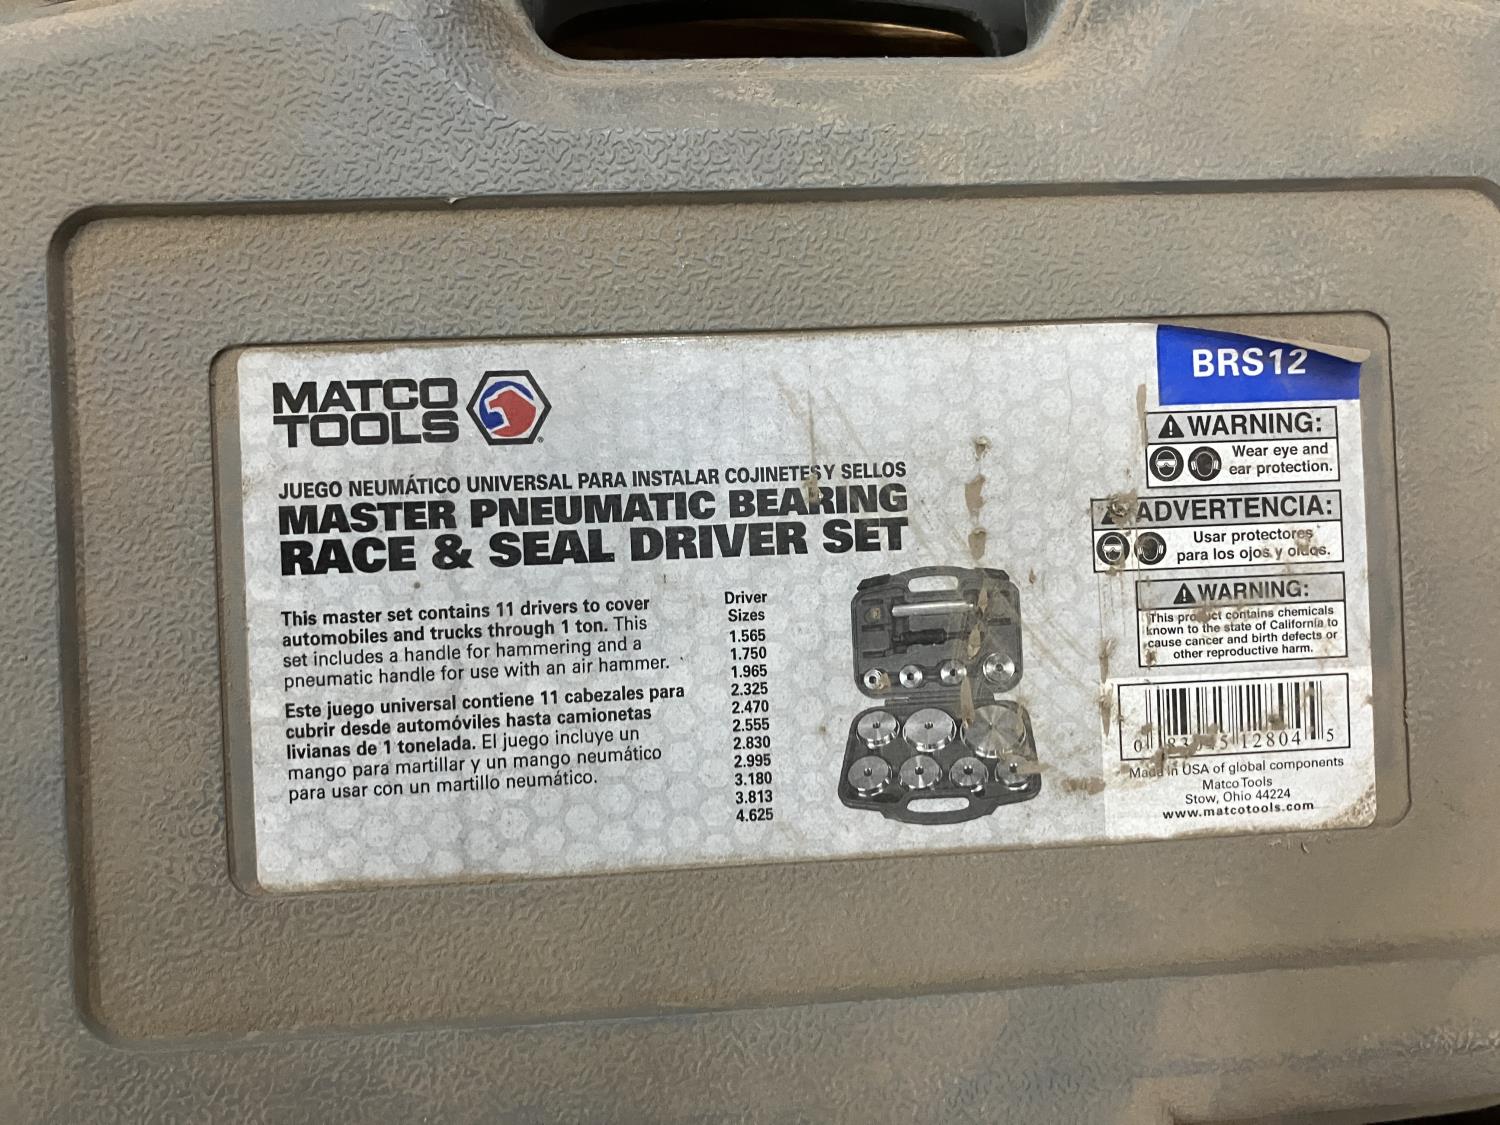 MATCO
TOOLS
JUEGO NEUMÁTICO UNIVERSAL PARA INSTALAR COJINETES Y SELLOS
MASTER PNEUMATIC BEARING
RACE & SEAL DRIVER SET
This master set contains 11 drivers to cover
automobiles and trucks through 1 ton. This
set includes a handle for hammering and a
pneumatic handle for use with an air hammer.
Este juego universal contiene 11 cabezales para
cubrir desde automóviles hasta camionetas
livianas de 1 tonelada. El juego incluye un
mango para martillar y un mango neumático
para usar con un martillo neumático.
Driver
Sizes
1.565
1.750
1.965
2.325
2.470
2.555
2.830
2.995
3.180
3.813
4.625
BRS12
WARNING:
Wear eye and
ear protection.
ADVERTENCIA:
Usar protectores
para los ojos y oídos.
WARNING:
This product contains chemicals
known to the state of California to
cause cancer and birth defects or
other reproductive harm.
12804 5
Made in USA of global components
Matco Tools
Stow, Ohio 44224
www.matcotools.com